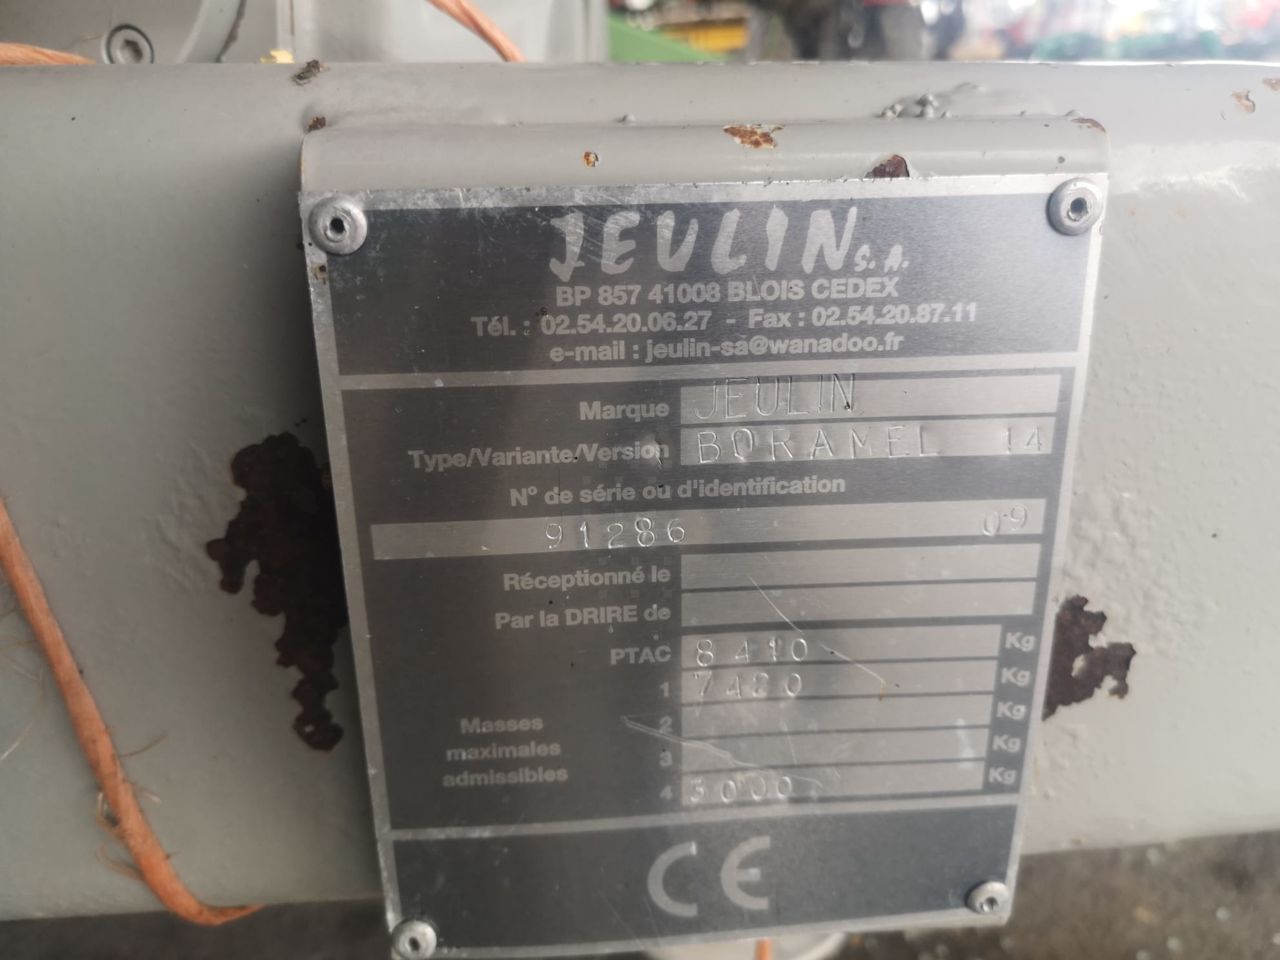 JEULIN S.A.
BP 857 41008 BLOIS CEDEX
Tél. : 02.54.20.06.27 - Fax : 02.54.20.87.11
e-mail : jeulin-sa@wanadoo.fr
Marque JEULIN
Type/Variante/Version BORAMEL 14
N° de série ou d'identification
91286 09
Réceptionné le
Par la DRIRE de
PTAC 8410 Kg
1 7420 Kg
Masses maximales admissibles
2 Kg
3 Kg
4 3000 Kg
CE